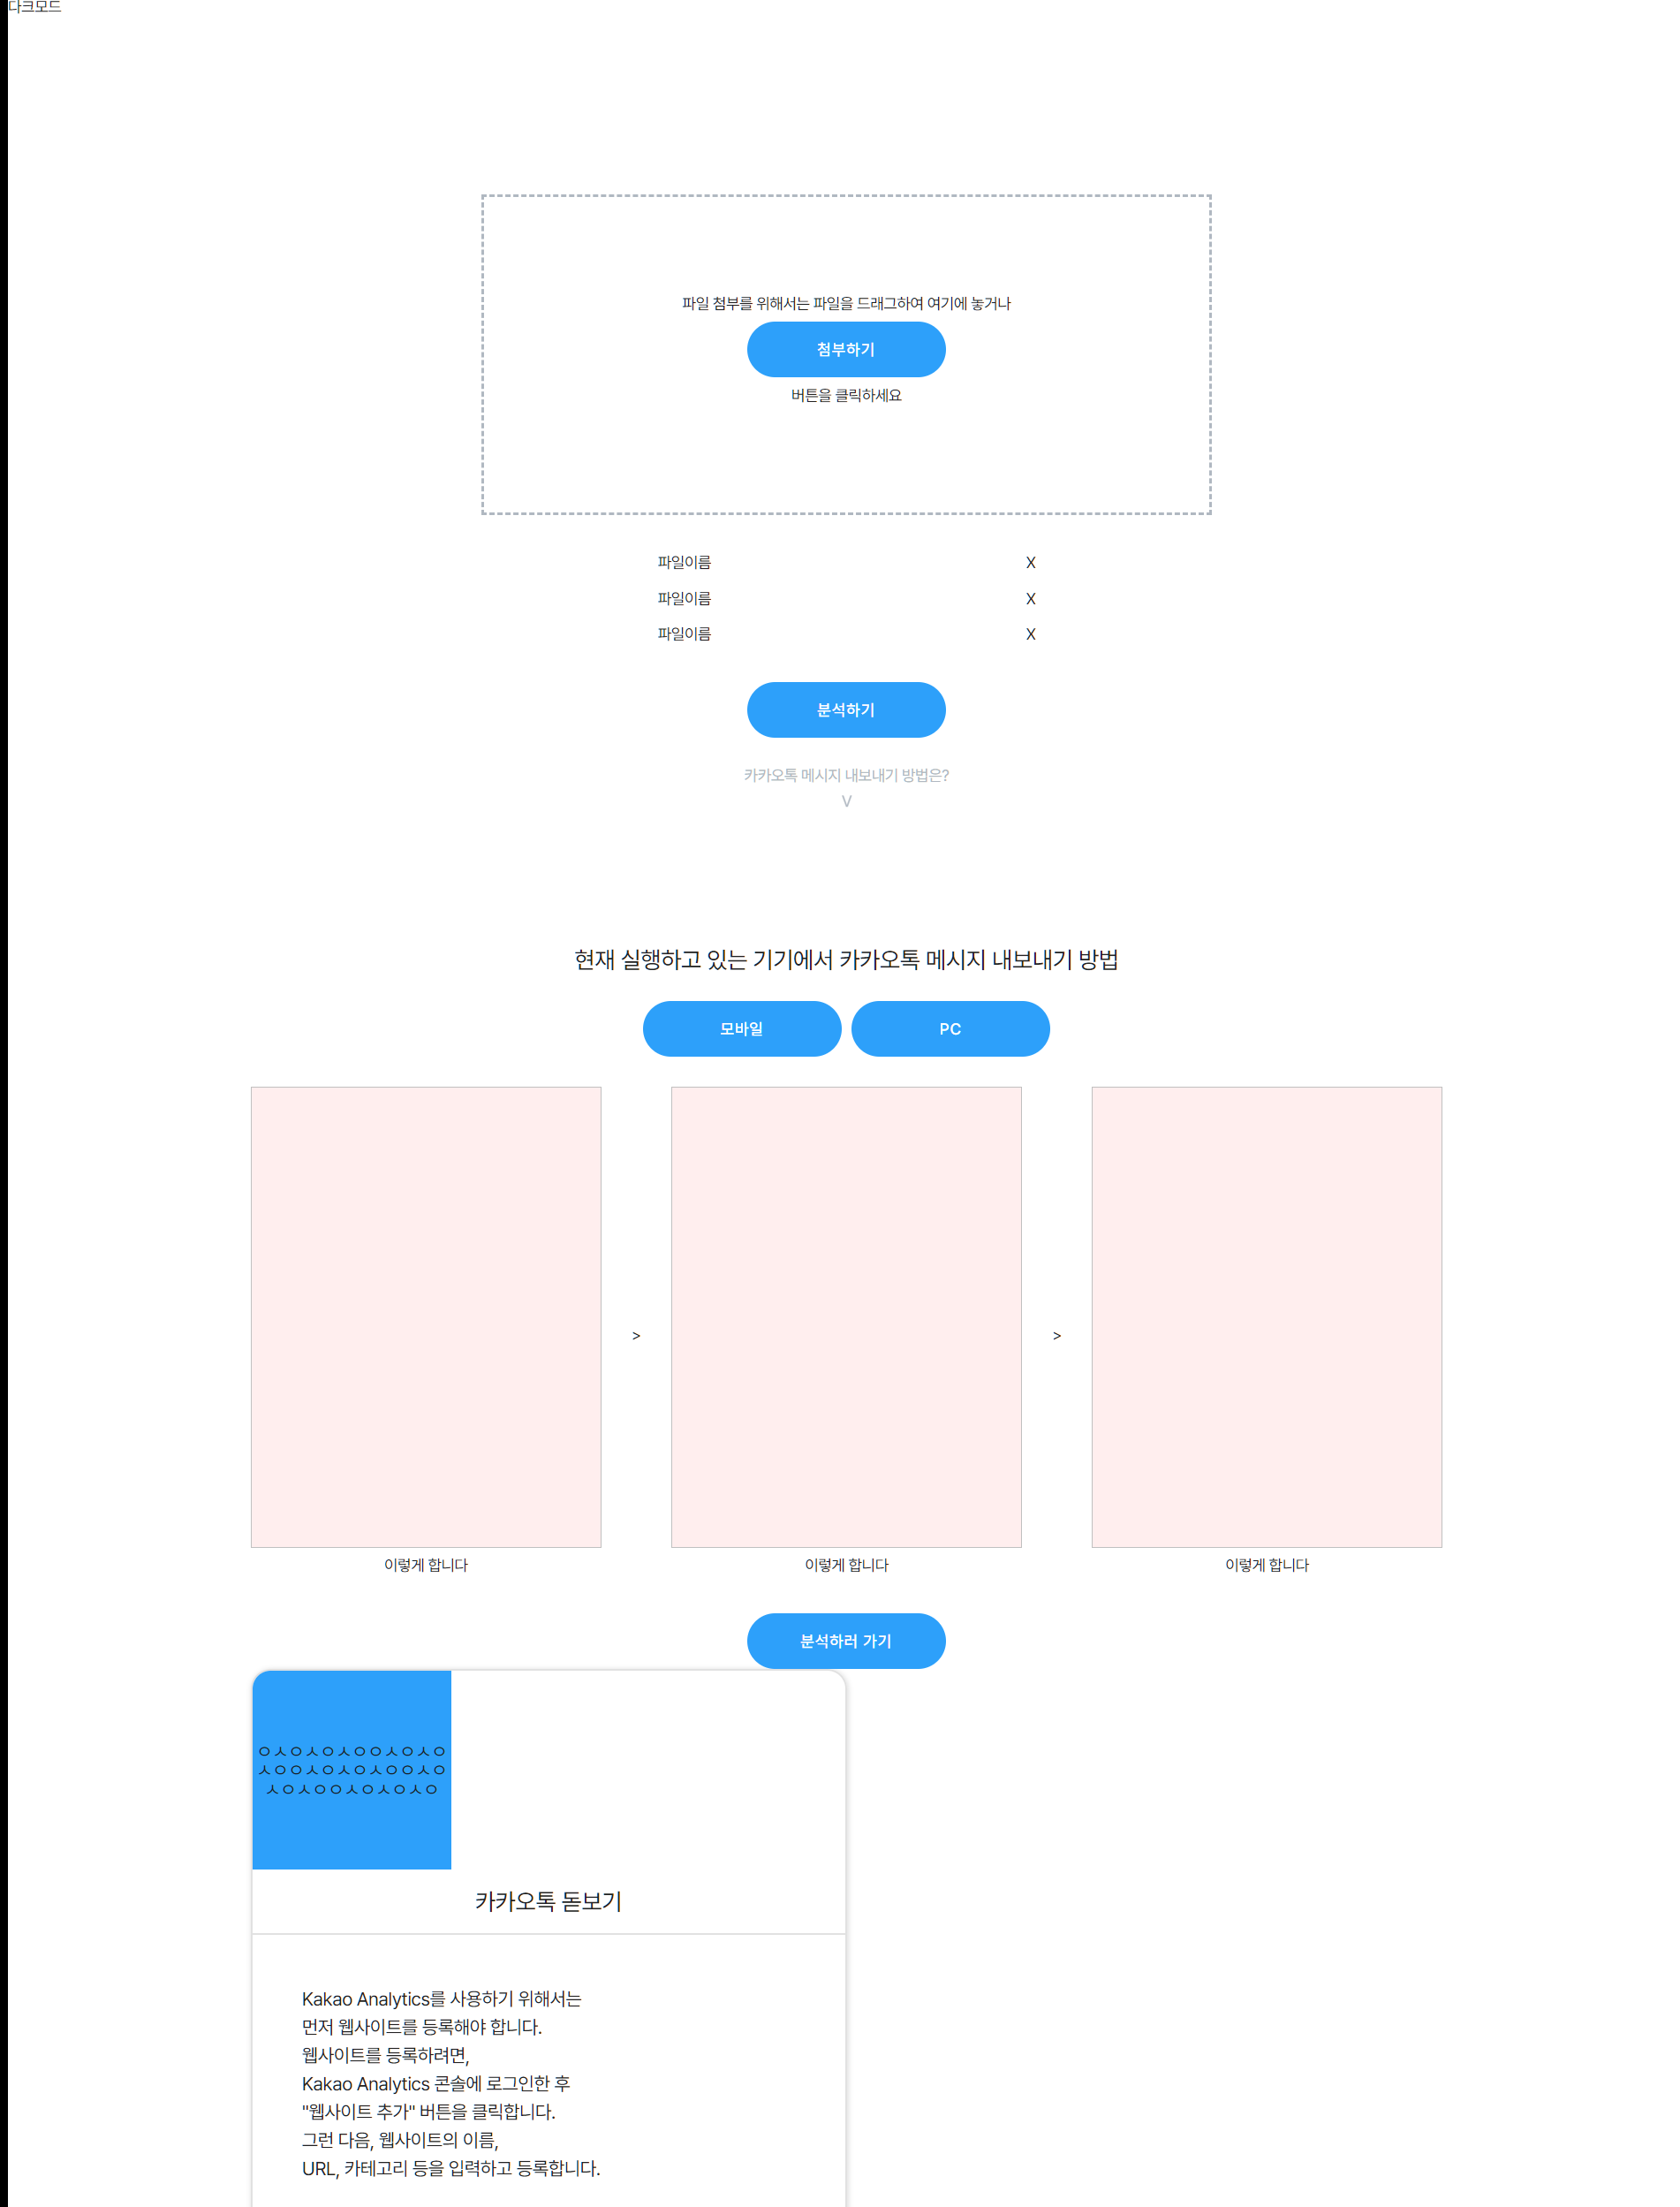 다크모드
파일 첨부를 위해서는 파일을 드래그하여 여기에 놓거나
첨부하기
버튼을 클릭하세요
파일이름 X
파일이름 X
파일이름 X
분석하기
카카오톡 메시지 내보내기 방법은?
V
현재 실행하고 있는 기기에서 카카오톡 메시지 내보내기 방법
모바일 PC
> >
이렇게 합니다 이렇게 합니다 이렇게 합니다
분석하러 가기
ㅇㅅㅇㅅㅇㅅㅇㅇㅅㅇㅅㅇ
ㅅㅇㅇㅅㅇㅅㅇㅅㅇㅇㅅㅇ
ㅅㅇㅅㅇㅇㅅㅇㅅㅇㅅㅇ
카카오톡 돋보기
Kakao Analytics를 사용하기 위해서는
먼저 웹사이트를 등록해야 합니다.
웹사이트를 등록하려면,
Kakao Analytics 콘솔에 로그인한 후
"웹사이트 추가" 버튼을 클릭합니다.
그런 다음, 웹사이트의 이름,
URL, 카테고리 등을 입력하고 등록합니다.